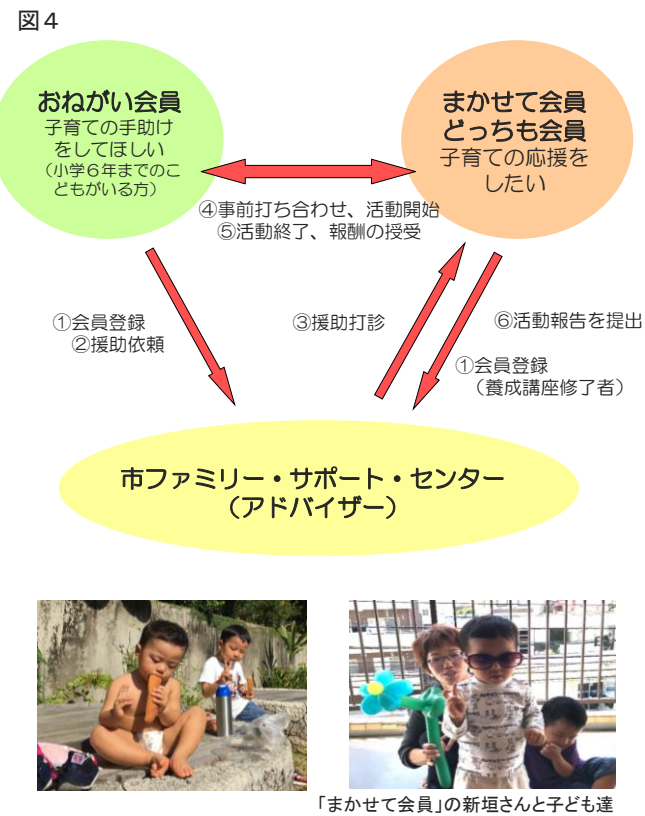 図4
おねがい会員
子育ての手助け
をしてほしい
（小学６年までのこ
どもがいる方）
まかせて会員
どっちも会員
子育ての応援を
したい
④事前打ち合わせ、活動開始
⑤活動終了、報酬の授受
①会員登録
②援助依頼
③援助打診
⑥活動報告を提出
①会員登録
（養成講座修了者）
市ファミリー・サポート・センター
（アドバイザー）
「まかせて会員」の新垣さんと子ども達